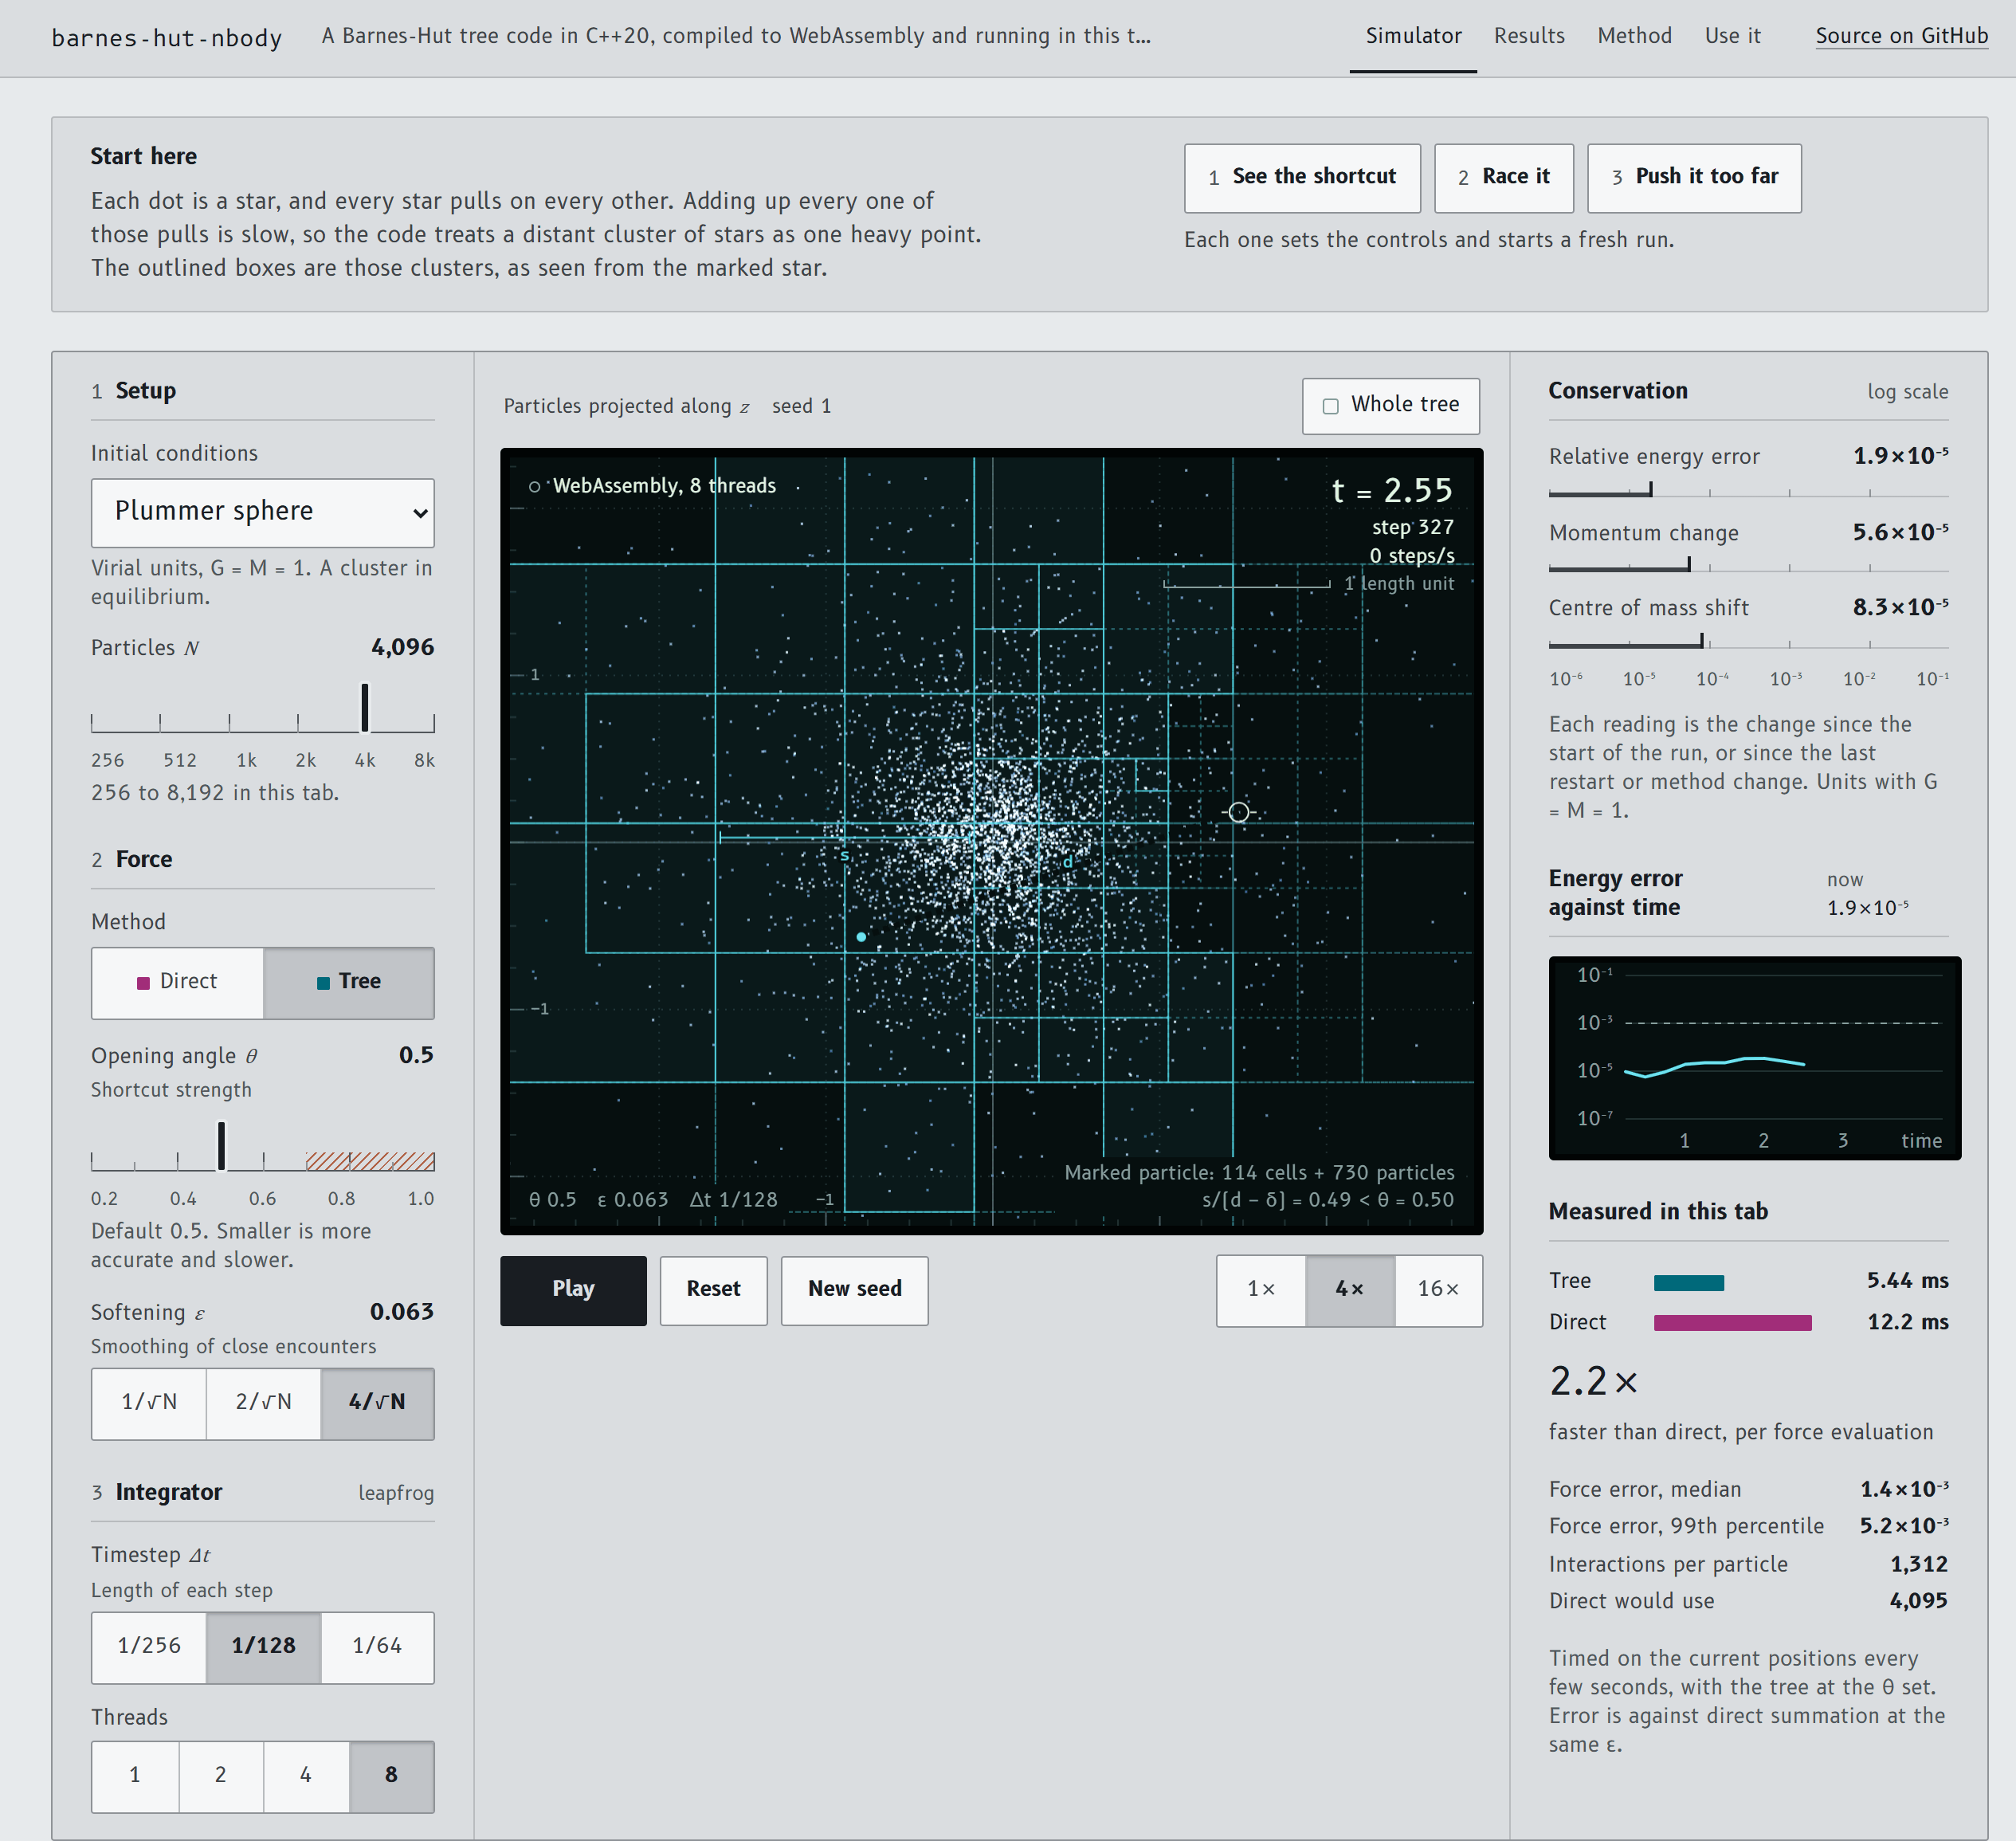 barnes-hut-nbody
A Barnes-Hut tree code in C++20, compiled to WebAssembly and running in this t…
Simulator
Results
Method
Use it
Source on GitHub
Start here
Each dot is a star, and every star pulls on every other. Adding up every one of
those pulls is slow, so the code treats a distant cluster of stars as one heavy point.
The outlined boxes are those clusters, as seen from the marked star.
1 See the shortcut
2 Race it
3 Push it too far
Each one sets the controls and starts a fresh run.
1 Setup
Initial conditions
Plummer sphere
Virial units, G = M = 1. A cluster in
equilibrium.
Particles N 4,096
256 512 1k 2k 4k 8k
256 to 8,192 in this tab.
2 Force
Method
Direct
Tree
Opening angle θ 0.5
Shortcut strength
0.2 0.4 0.6 0.8 1.0
Default 0.5. Smaller is more
accurate and slower.
Softening ε 0.063
Smoothing of close encounters
1/√N 2/√N 4/√N
3 Integrator leapfrog
Timestep Δt
Length of each step
1/256 1/128 1/64
Threads
1 2 4 8
Particles projected along z seed 1
Whole tree
WebAssembly, 8 threads
t = 2.55
step 327
0 steps/s
1 length unit
1
s
d
−1
Marked particle: 114 cells + 730 particles
θ 0.5 ε 0.063 Δt 1/128 −1
s/(d − δ) = 0.49 < θ = 0.50
Play
Reset
New seed
1× 4× 16×
Conservation log scale
Relative energy error 1.9×10⁻⁵
Momentum change 5.6×10⁻⁵
Centre of mass shift 8.3×10⁻⁵
10⁻⁶ 10⁻⁵ 10⁻⁴ 10⁻³ 10⁻² 10⁻¹
Each reading is the change since the
start of the run, or since the last
restart or method change. Units with G
= M = 1.
Energy error
against time
now
1.9×10⁻⁵
10⁻¹
10⁻³
10⁻⁵
10⁻⁷
1 2 3 time
Measured in this tab
Tree 5.44 ms
Direct 12.2 ms
2.2×
faster than direct, per force evaluation
Force error, median 1.4×10⁻³
Force error, 99th percentile 5.2×10⁻³
Interactions per particle 1,312
Direct would use 4,095
Timed on the current positions every
few seconds, with the tree at the θ set.
Error is against direct summation at the
same ε.